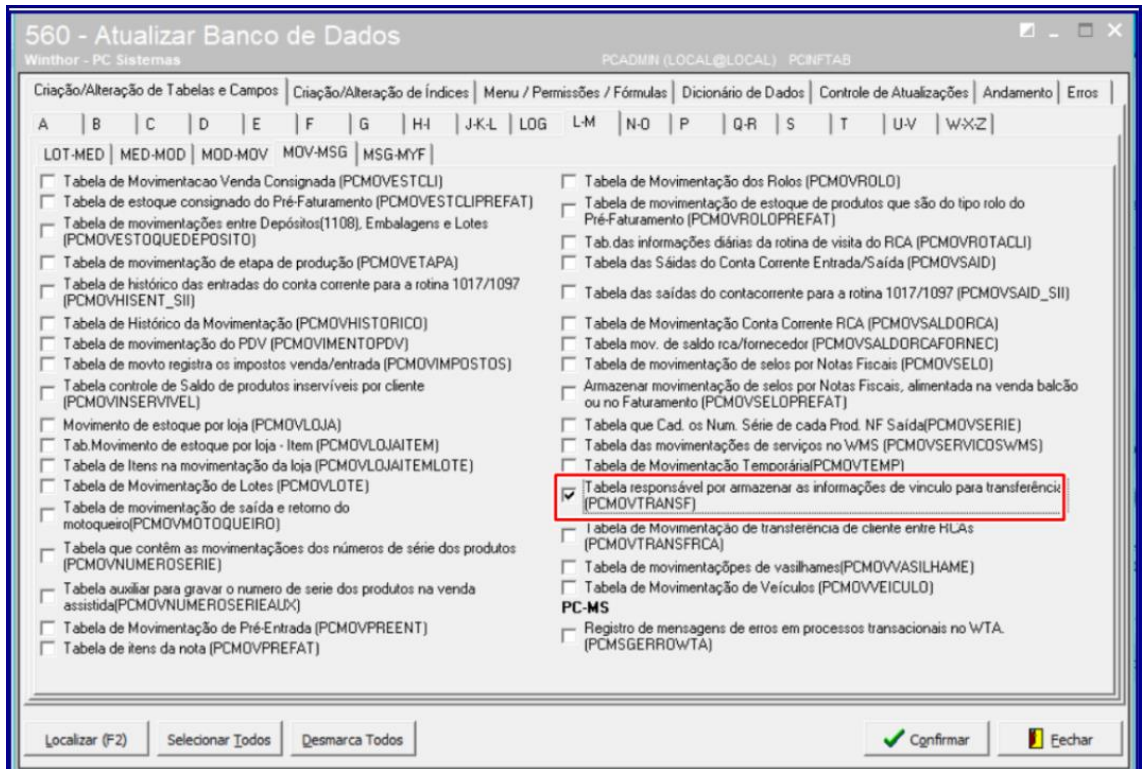 560 - Atualizar Banco de Dados
Winthor - PC Sistemas
PCADMIN (LOCAL@LOCAL) PCINFTAB
Criação/Alteração de Tabelas e Campos
Criação/Alteração de Índices
Menu / Permissões / Fórmulas
Dicionário de Dados
Controle de Atualizações
Andamento
Erros
A B C D E F G H-I J-K-L LOG L-M N-O P Q-R S T U-V W-X-Z
LOT-MED MED-MOD MOD-MOV MOV-MSG MSG-MYF
Tabela de Movimentacao Venda Consignada (PCMOVESTCLI)
Tabela de estoque consignado do Pré-Faturamento (PCMOVESTCLIPREFAT)
Tabela de movimentações entre Depósitos(1108), Embalagens e Lotes
(PCMOVESTOQUEDEPOSITO)
Tabela de movimentação de etapa de produção (PCMOVETAPA)
Tabela de histórico das entradas do conta corrente para a rotina 1017/1097
(PCMOVHISENT_SII)
Tabela de Histórico da Movimentação (PCMOVHISTORICO)
Tabela de movimentação do PDV (PCMOVIMENTOPDV)
Tabela de movto registra os impostos venda/entrada (PCMOVIMPOSTOS)
Tabela controle de Saldo de produtos inservíveis por cliente
(PCMOVINSERVIVEL)
Movimento de estoque por loja (PCMOVLOJA)
Tab.Movimento de estoque por loja - Item (PCMOVLOJAITEM)
Tabela de Itens na movimentação da loja (PCMOVLOJAITEMLOTE)
Tabela de Movimentação de Lotes (PCMOVLOTE)
Tabela de movimentação de saída e retorno do
motoqueiro(PCMOVMOTOQUEIRO)
Tabela que contêm as movimentaçãoes dos números de série dos produtos
(PCMOVNUMEROSERIE)
Tabela auxiliar para gravar o numero de serie dos produtos na venda
assistida(PCMOVNUMEROSERIEAUX)
Tabela de Movimentação de Pré-Entrada (PCMOVPREENT)
Tabela de itens da nota (PCMOVPREFAT)
Tabela de Movimentação dos Rolos (PCMOVROLO)
Tabela de movimentação de estoque de produtos que são do tipo rolo do
Pré-Faturamento (PCMOVROLOPREFAT)
Tab.das informações diárias da rotina de visita do RCA (PCMOVROTACLI)
Tabela das Sáidas do Conta Corrente Entrada/Saída (PCMOVSAID)
Tabela das saídas do contacorrente para a rotina 1017/1097 (PCMOVSAID_SII)
Tabela de Movimentação Conta Corrente RCA (PCMOVSALDORCA)
Tabela mov. de saldo rca/fornecedor (PCMOVSALDORCAFORNEC)
Tabela de movimentação de selos por Notas Fiscais (PCMOVSELO)
Armazenar movimentação de selos por Notas Fiscais, alimentada na venda balcão
ou no Faturamento (PCMOVSELOPREFAT)
Tabela que Cad. os Num. Série de cada Prod. NF Saída(PCMOVSERIE)
Tabela das movimentações de serviços no WMS (PCMOVSERVICOSWMS)
Tabela de Movimentação Temporária(PCMOVTEMP)
Tabela responsável por armazenar as informações de vinculo para transferência
(PCMOVTRANSF)
Tabela de Movimentação de transferência de cliente entre RCAs
(PCMOVTRANSFRCA)
Tabela de movimentaçõpes de vasilhames(PCMOVVASILHAME)
Tabela de Movimentação de Veículos (PCMOVVEICULO)
PC-MS
Registro de mensagens de erros em processos transacionais no WTA.
(PCMSGERROWTA)
Localizar (F2)
Selecionar Todos
Desmarca Todos
Confirmar
Fechar